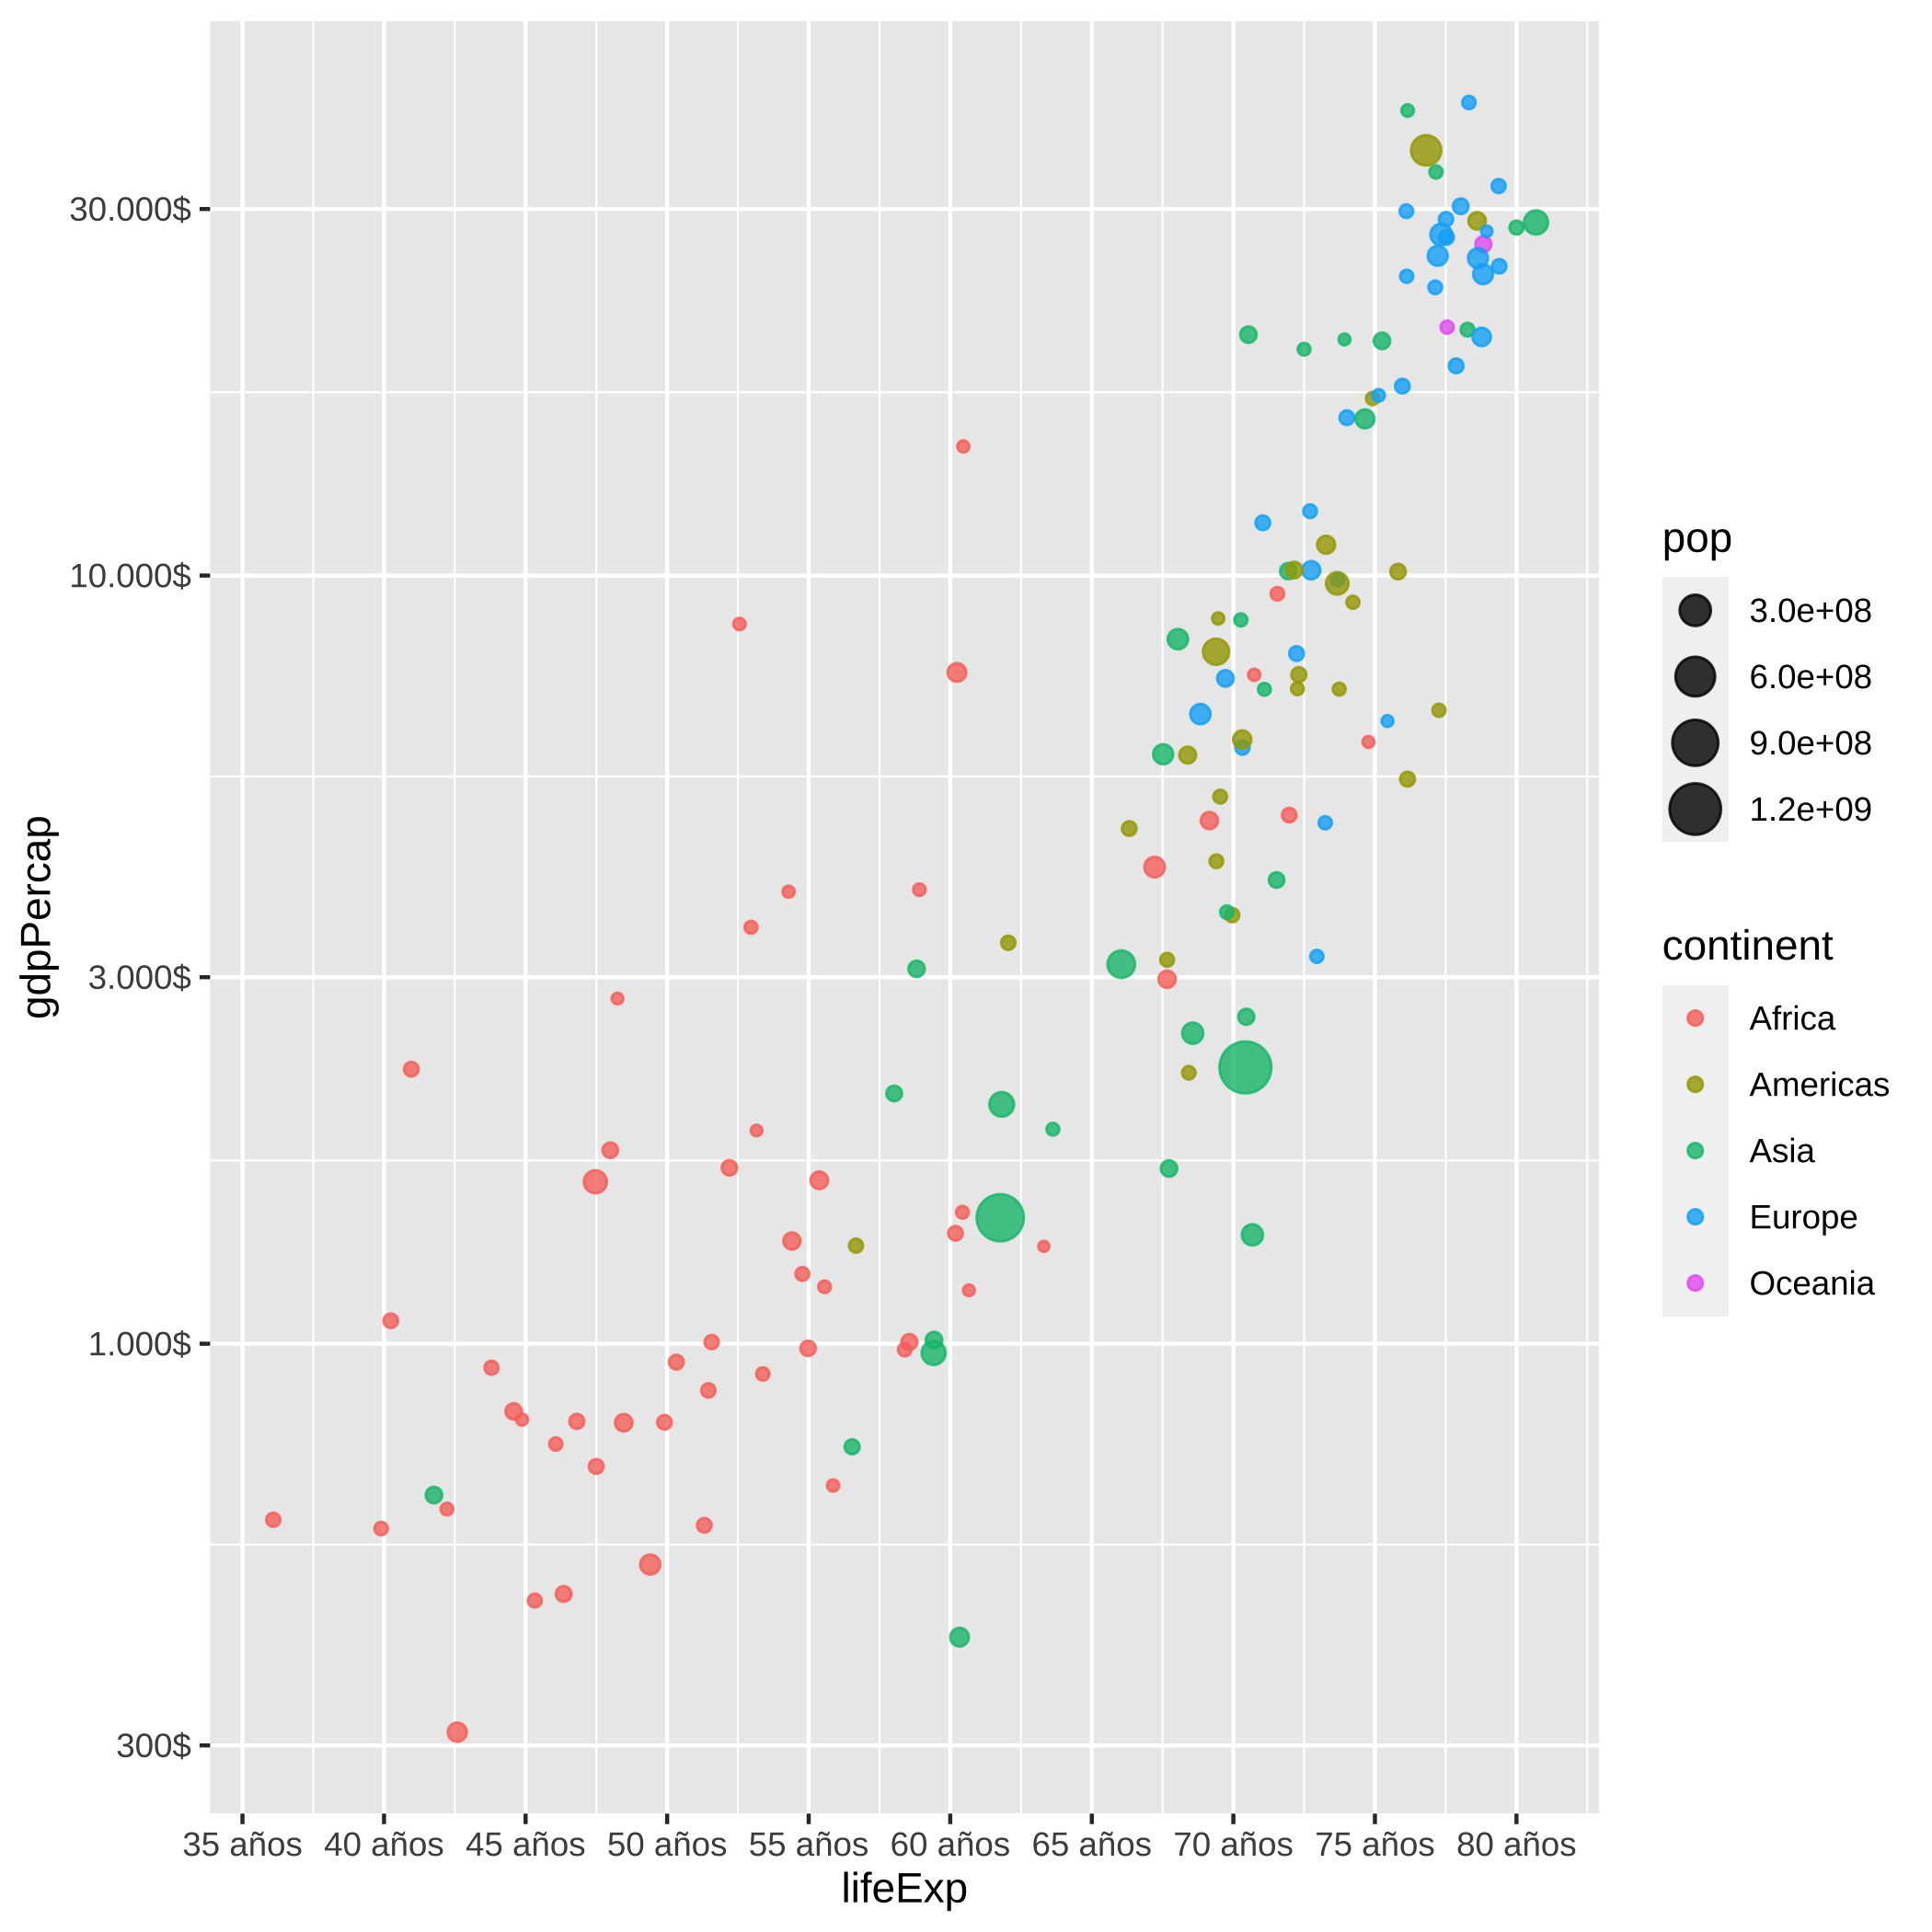 30.000$
10.000$
3.000$
1.000$
300$
gdpPercap
35 años 40 años 45 años 50 años 55 años 60 años 65 años 70 años 75 años 80 años
lifeExp
pop
3.0e+08
6.0e+08
9.0e+08
1.2e+09
continent
Africa
Americas
Asia
Europe
Oceania